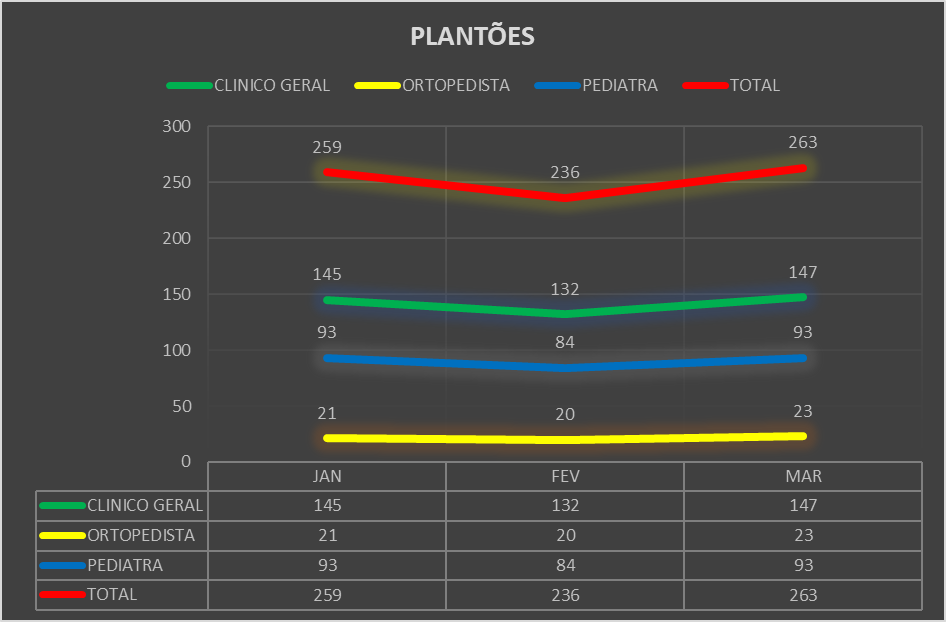 PLANTÕES
CLINICO GERAL ORTOPEDISTA PEDIATRA TOTAL
300
259 236 263
250
200
145 132 147
150
93 84 93
100
50
21 20 23
0
JAN FEV MAR
CLINICO GERAL 145 132 147
ORTOPEDISTA 21 20 23
PEDIATRA 93 84 93
TOTAL 259 236 263